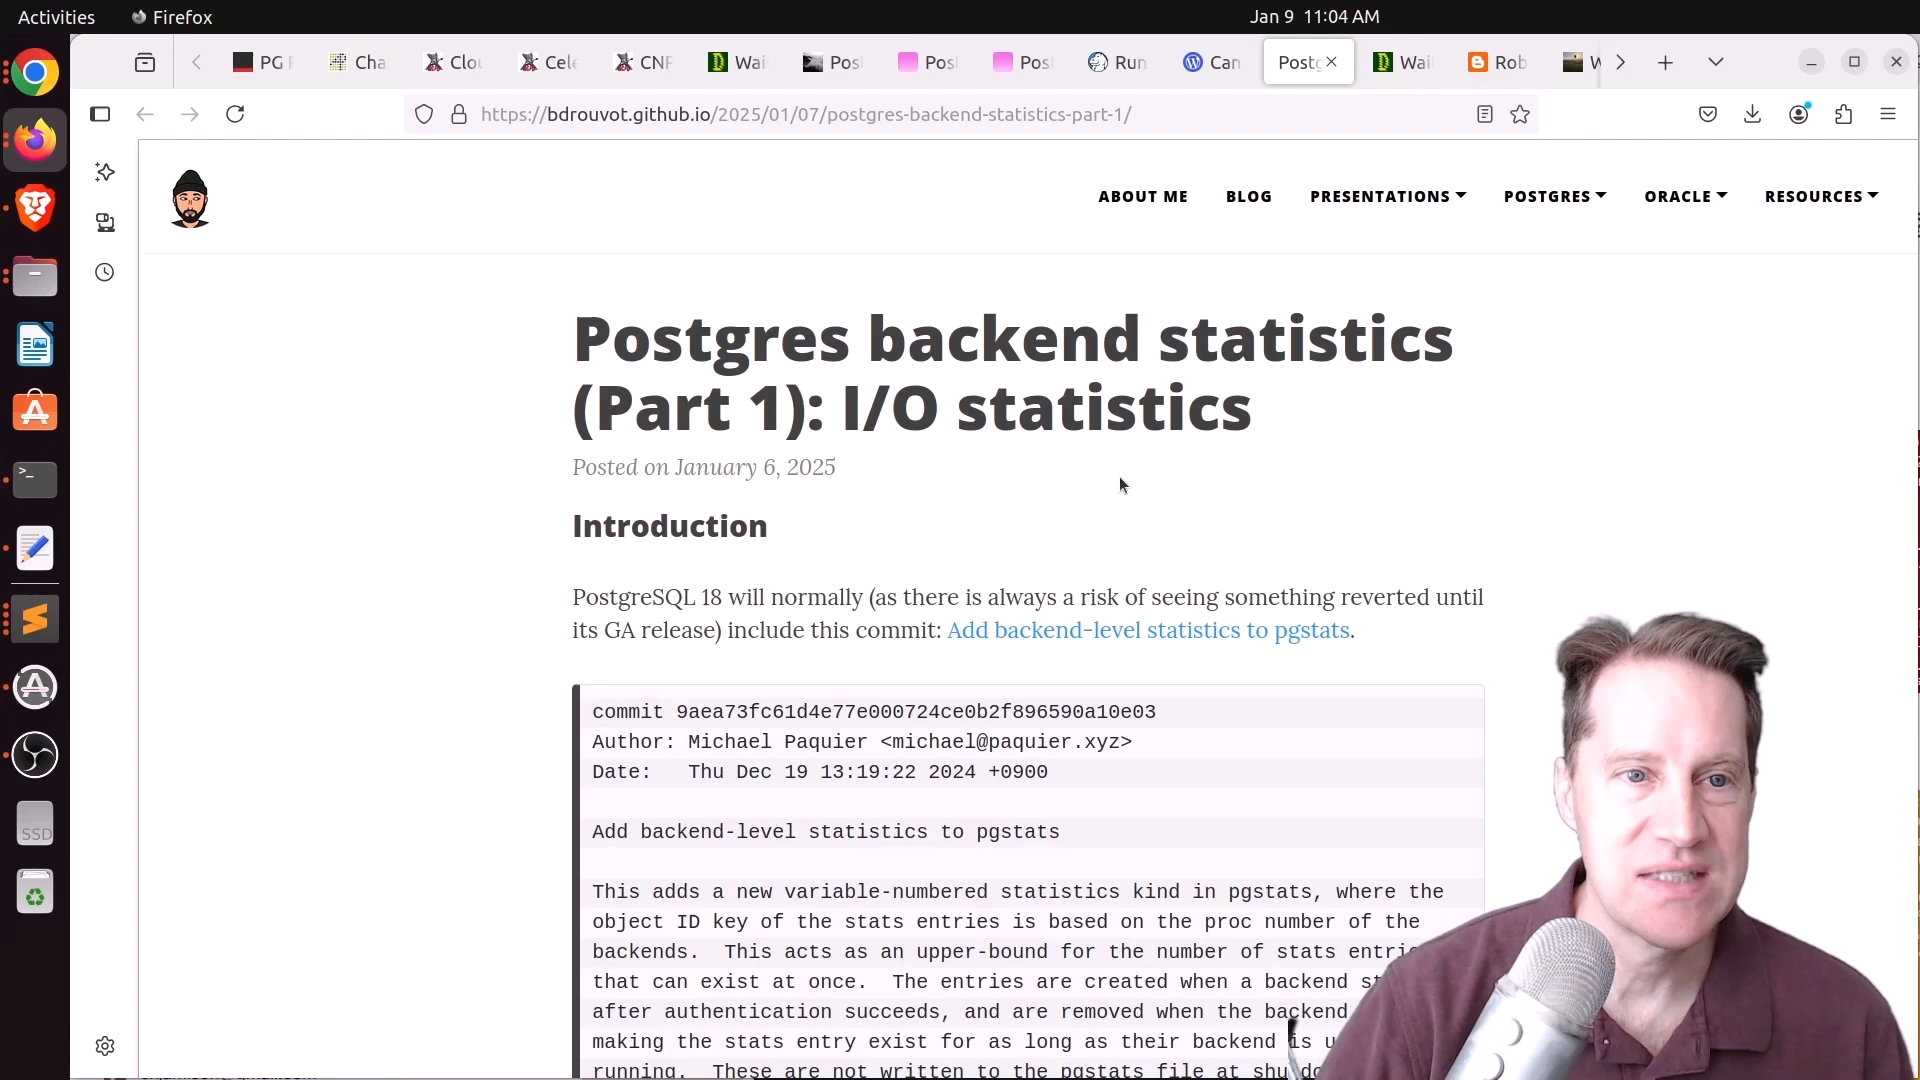 Activities
Firefox
Jan 9 11:04 AM
PG
Cha
Clou
Cele
CNP
Wai
Pos
Pos
Pos
Run
Can
Postg
Wai
Rob
W
https://bdrouvot.github.io/2025/01/07/postgres-backend-statistics-part-1/
ABOUT ME
BLOG
PRESENTATIONS
POSTGRES
ORACLE
RESOURCES
Postgres backend statistics
(Part 1): I/O statistics
Posted on January 6, 2025
Introduction
PostgreSQL 18 will normally (as there is always a risk of seeing something reverted until
its GA release) include this commit: Add backend-level statistics to pgstats.
commit 9aea73fc61d4e77e000724ce0b2f896590a10e03
Author: Michael Paquier <michael@paquier.xyz>
Date:   Thu Dec 19 13:19:22 2024 +0900
Add backend-level statistics to pgstats
This adds a new variable-numbered statistics kind in pgstats, where the
object ID key of the stats entries is based on the proc number of the
backends.  This acts as an upper-bound for the number of stats entri
that can exist at once.  The entries are created when a backend st
after authentication succeeds, and are removed when the backend
making the stats entry exist for as long as their backend is u
running.  These are not written to the pgstats file at shutdo
SSD